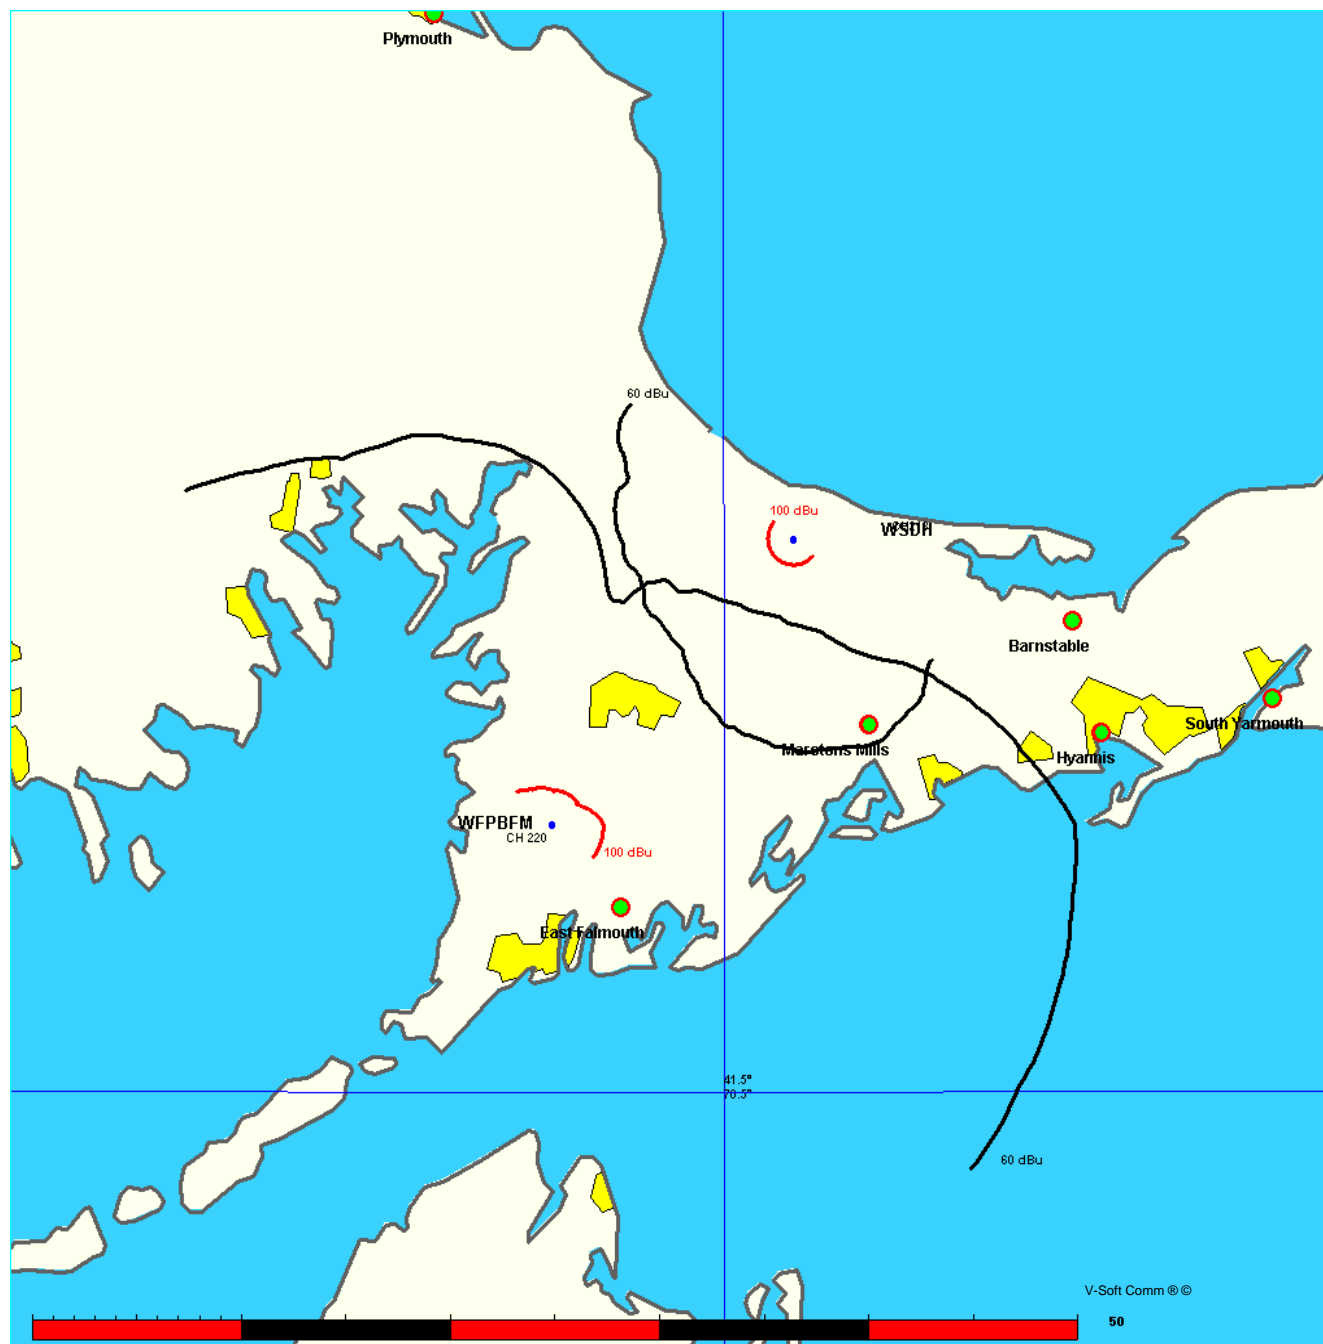 Plymouth
60 dBu
100 dBu
WSDH
Barnstable
South Yarmouth
Hyannis
Marstons Mills
WFPBFM
CH 220
100 dBu
East Falmouth
41.5°
70.5°
60 dBu
V-Soft Comm ® ©
50